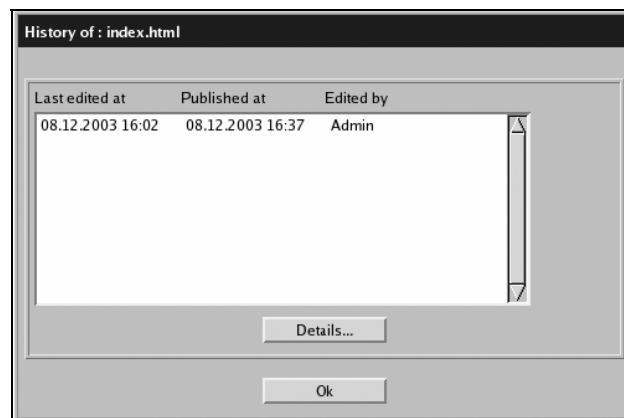 History of : index.html
Last edited at Published at Edited by
08.12.2003 16:02 08.12.2003 16:37 Admin
Details...
Ok